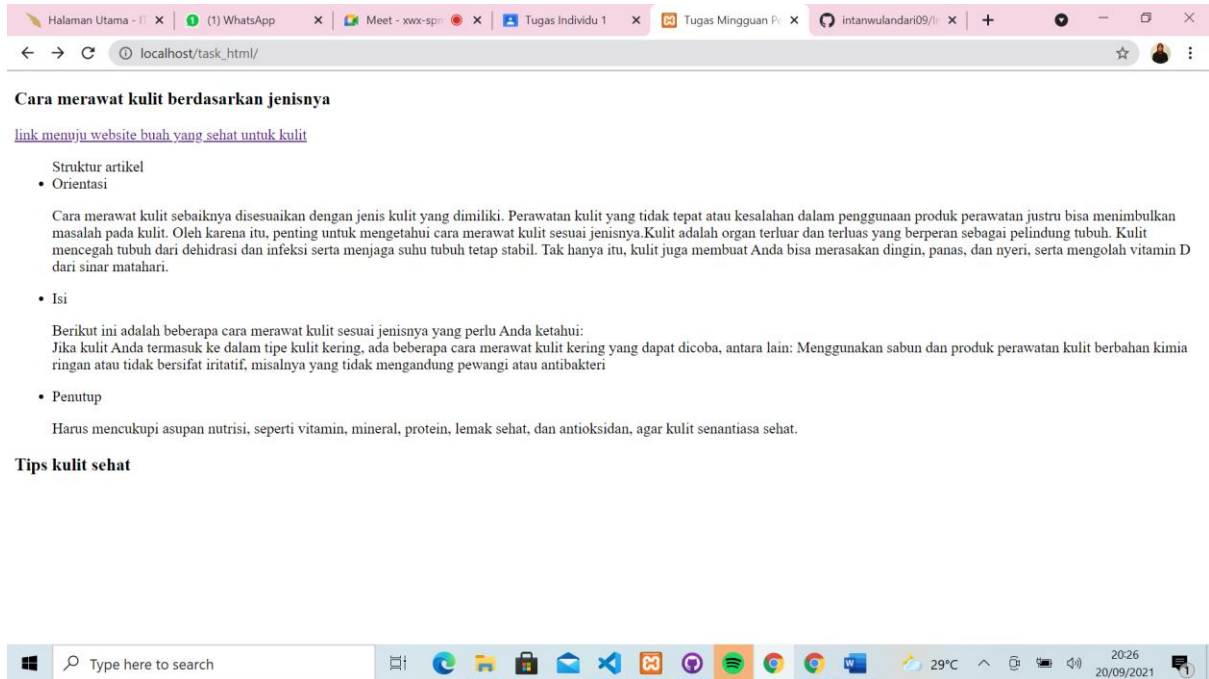 Halaman Utama - IT
(1) WhatsApp
Meet - xwx-spm
Tugas Individu 1
Tugas Mingguan Pe
intanwulandari09/In
localhost/task_html/
Cara merawat kulit berdasarkan jenisnya
link menuju website buah yang sehat untuk kulit
Struktur artikel
• Orientasi
Cara merawat kulit sebaiknya disesuaikan dengan jenis kulit yang dimiliki. Perawatan kulit yang tidak tepat atau kesalahan dalam penggunaan produk perawatan justru bisa menimbulkan
masalah pada kulit. Oleh karena itu, penting untuk mengetahui cara merawat kulit sesuai jenisnya.Kulit adalah organ terluar dan terluas yang berperan sebagai pelindung tubuh. Kulit
mencegah tubuh dari dehidrasi dan infeksi serta menjaga suhu tubuh tetap stabil. Tak hanya itu, kulit juga membuat Anda bisa merasakan dingin, panas, dan nyeri, serta mengolah vitamin D
dari sinar matahari.
• Isi
Berikut ini adalah beberapa cara merawat kulit sesuai jenisnya yang perlu Anda ketahui:
Jika kulit Anda termasuk ke dalam tipe kulit kering, ada beberapa cara merawat kulit kering yang dapat dicoba, antara lain: Menggunakan sabun dan produk perawatan kulit berbahan kimia
ringan atau tidak bersifat iritatif, misalnya yang tidak mengandung pewangi atau antibakteri
• Penutup
Harus mencukupi asupan nutrisi, seperti vitamin, mineral, protein, lemak sehat, dan antioksidan, agar kulit senantiasa sehat.
Tips kulit sehat
Type here to search
29°C
20:26
20/09/2021